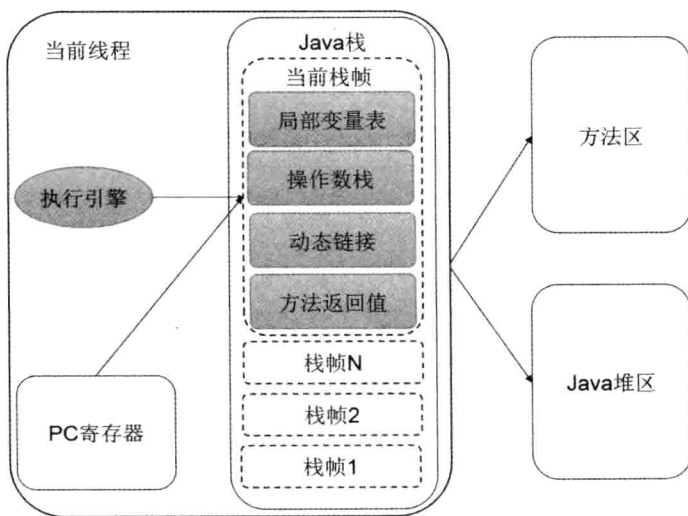 当前线程
Java栈
当前栈帧
局部变量表
操作数栈
动态链接
方法返回值
栈帧N
栈帧2
栈帧1
执行引擎
PC寄存器
方法区
Java堆区